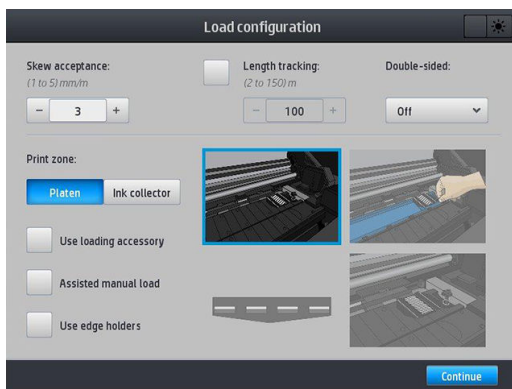 Load configuration
Skew acceptance:
(1 to 5) mm/m
- 3 +
Length tracking:
(2 to 150) m
- 100 +
Double-sided:
Off
Print zone:
Platen
Ink collector
Use loading accessory
Assisted manual load
Use edge holders
Continue